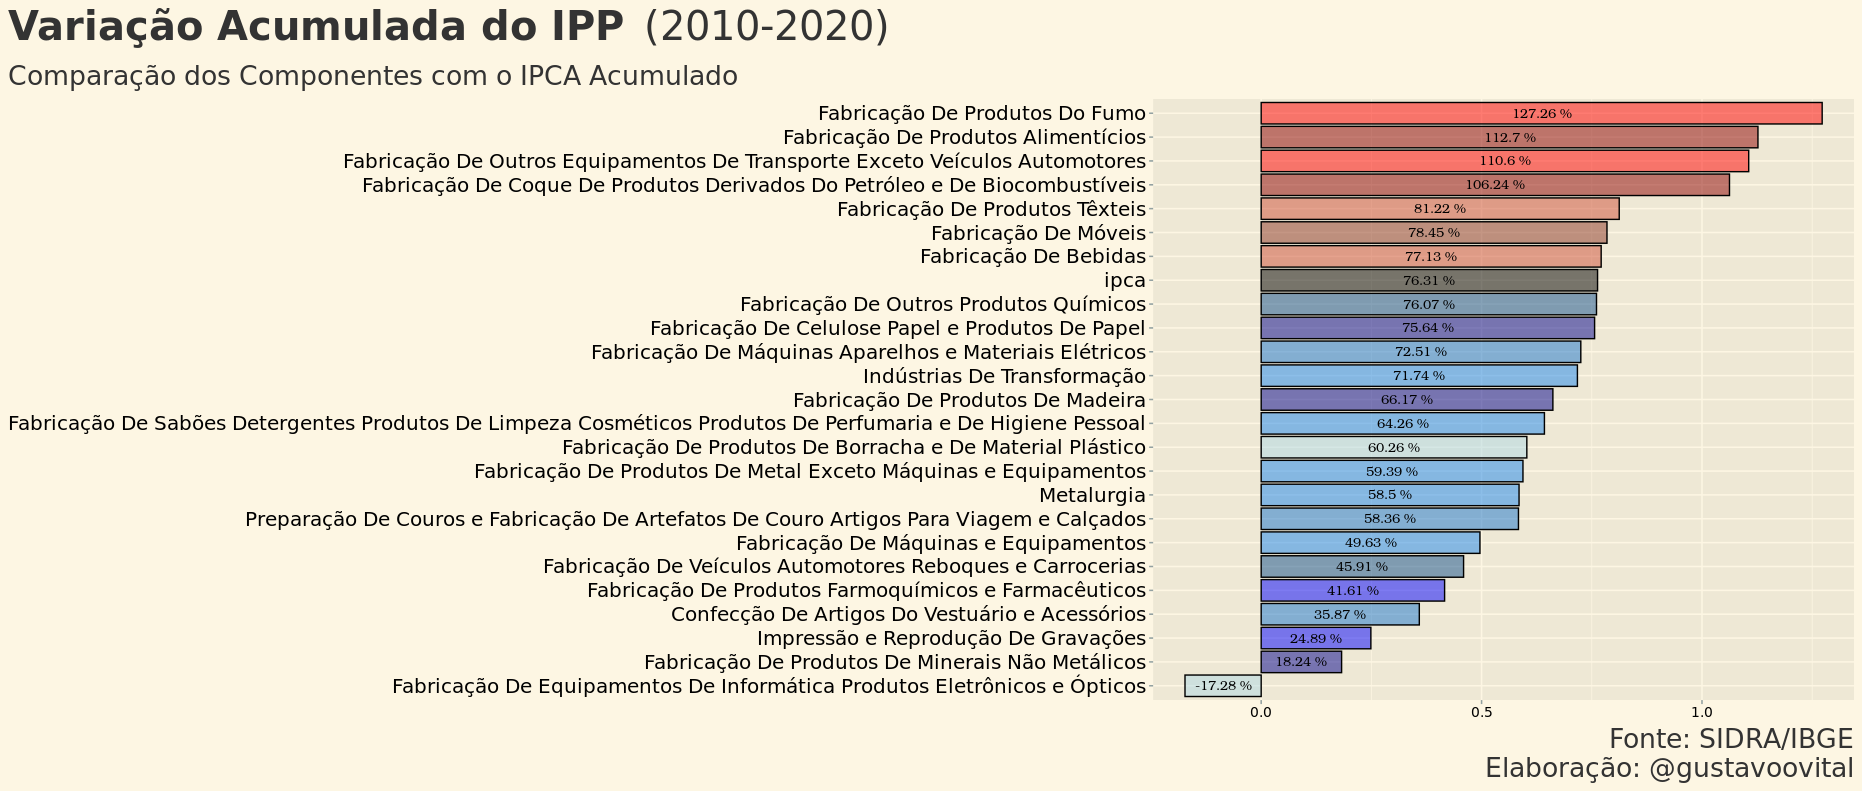 Variação Acumulada do IPP (2010-2020)
Comparação dos Componentes com o IPCA Acumulado
Fabricação De Produtos Do Fumo 127.26 %
Fabricação De Produtos Alimentícios 112.7 %
Fabricação De Outros Equipamentos De Transporte Exceto Veículos Automotores 110.6 %
Fabricação De Coque De Produtos Derivados Do Petróleo e De Biocombustíveis 106.24 %
Fabricação De Produtos Têxteis 81.22 %
Fabricação De Móveis 78.45 %
Fabricação De Bebidas 77.13 %
ipca 76.31 %
Fabricação De Outros Produtos Químicos 76.07 %
Fabricação De Celulose Papel e Produtos De Papel 75.64 %
Fabricação De Máquinas Aparelhos e Materiais Elétricos 72.51 %
Indústrias De Transformação 71.74 %
Fabricação De Produtos De Madeira 66.17 %
Fabricação De Sabões Detergentes Produtos De Limpeza Cosméticos Produtos De Perfumaria e De Higiene Pessoal 64.26 %
Fabricação De Produtos De Borracha e De Material Plástico 60.26 %
Fabricação De Produtos De Metal Exceto Máquinas e Equipamentos 59.39 %
Metalurgia 58.5 %
Preparação De Couros e Fabricação De Artefatos De Couro Artigos Para Viagem e Calçados 58.36 %
Fabricação De Máquinas e Equipamentos 49.63 %
Fabricação De Veículos Automotores Reboques e Carrocerias 45.91 %
Fabricação De Produtos Farmoquímicos e Farmacêuticos 41.61 %
Confecção De Artigos Do Vestuário e Acessórios 35.87 %
Impressão e Reprodução De Gravações 24.89 %
Fabricação De Produtos De Minerais Não Metálicos 18.24 %
Fabricação De Equipamentos De Informática Produtos Eletrônicos e Ópticos -17.28 %
0.0 0.5 1.0
Fonte: SIDRA/IBGE
Elaboração: @gustavoovital